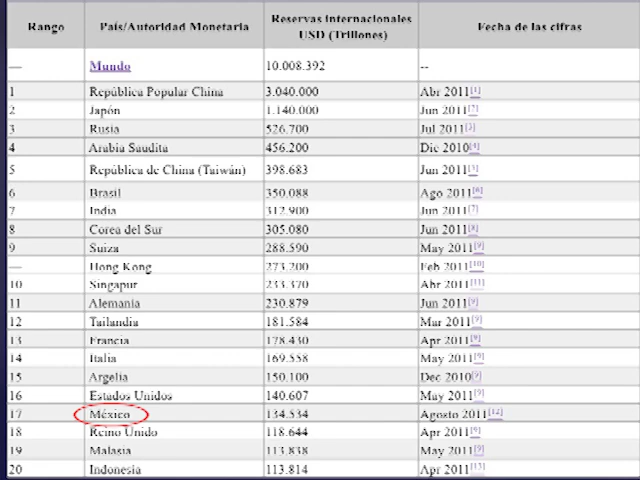 Rango País/Autoridad Monetaria Reservas internacionales USD (Trillones) Fecha de las cifras
— Mundo 10.008.392 --
1 República Popular China 3.040.000 Abr 2011[1]
2 Japón 1.140.000 Jun 2011[2]
3 Rusia 526.700 Jul 2011[3]
4 Arabia Saudita 456.200 Dic 2010[4]
5 República de China (Taiwán) 398.683 Jun 2011[5]
6 Brasil 350.088 Ago 2011[6]
7 India 312.900 Jun 2011[7]
8 Corea del Sur 305.080 Jun 2011[8]
9 Suiza 288.590 May 2011[9]
— Hong Kong 273.200 Feb 2011[10]
10 Singapur 233.370 Abr 2011[11]
11 Alemania 230.879 Jun 2011[9]
12 Tailandia 181.584 Mar 2011[9]
13 Francia 178.430 Apr 2011[9]
14 Italia 169.558 May 2011[9]
15 Argelia 150.100 Dec 2010[9]
16 Estados Unidos 140.607 May 2011[9]
17 México 134.534 Agosto 2011[12]
18 Reino Unido 118.644 Apr 2011[9]
19 Malasia 113.838 May 2011[9]
20 Indonesia 113.814 Apr 2011[13]